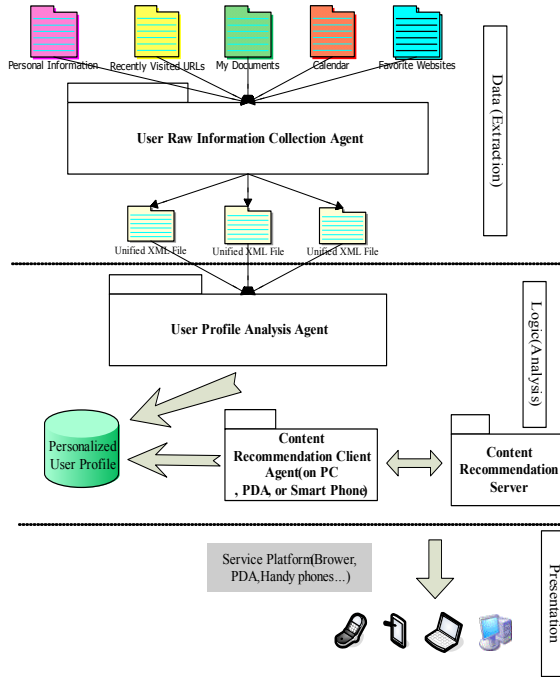 Personal Information
Recently Visited URLs
My Documents
Calendar
Favorite Websites
Data (Extraction)
User Raw Information Collection Agent
Unified XML File
Unified XML File
Unified XML File
User Profile Analysis Agent
Logic(Analysis)
Personalized
User Profile
Content
Recommendation Client
Agent(on PC
, PDA, or Smart Phone)
Content
Recommendation
Server
Service Platform(Brower,
PDA,Handy phones...)
Presentation